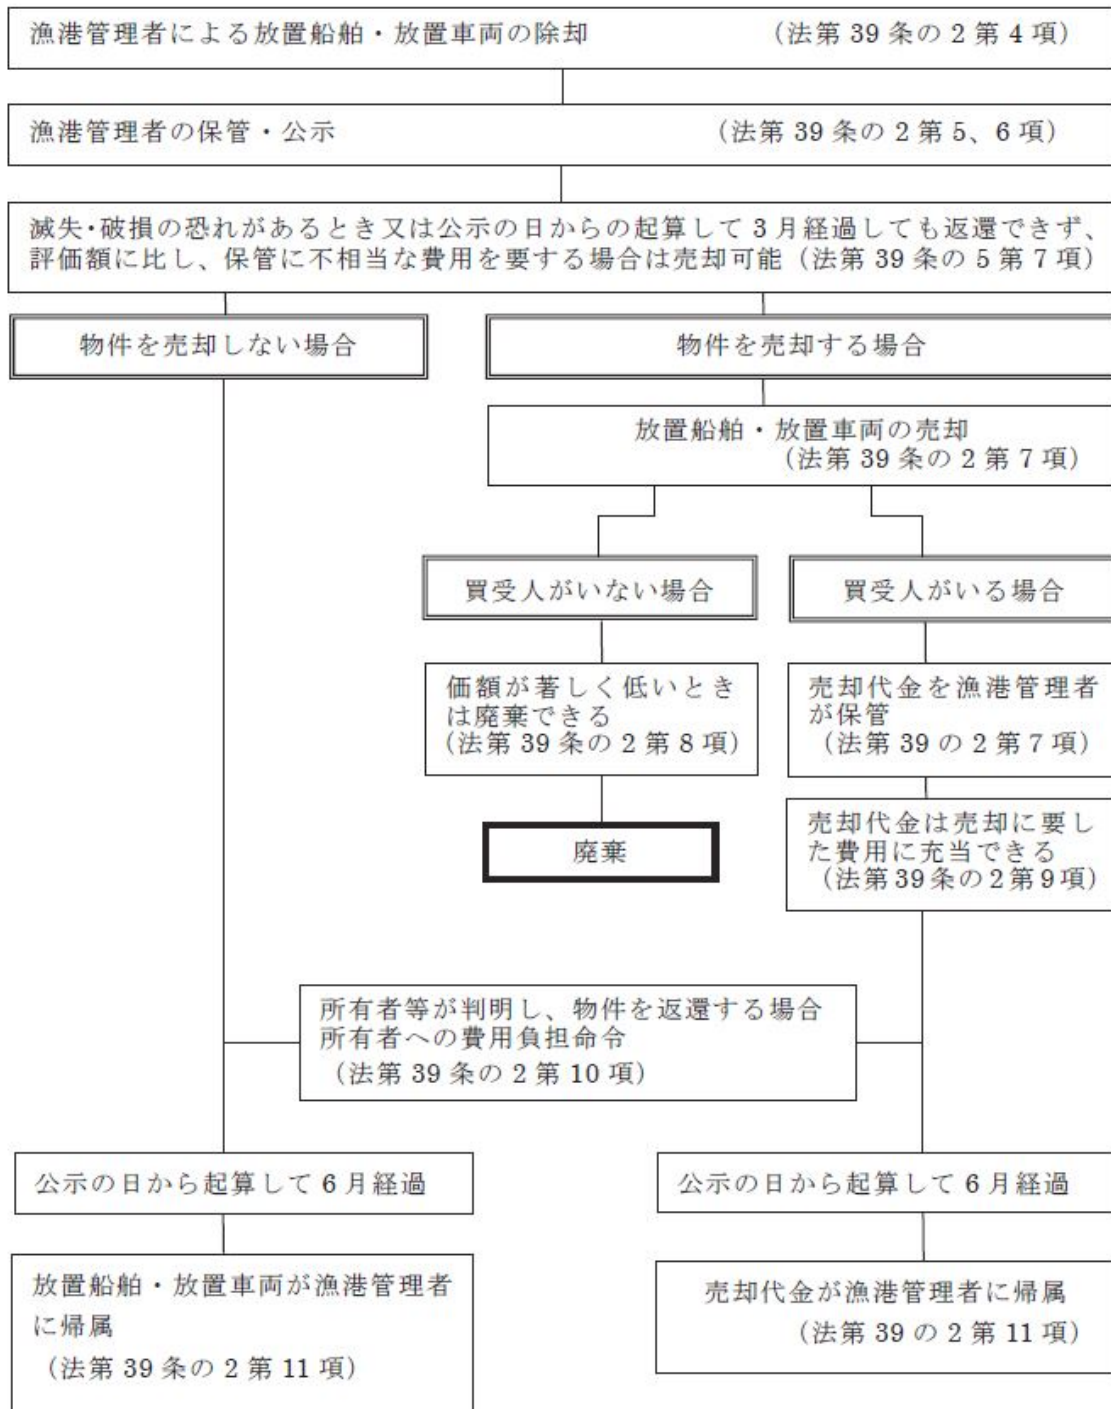 漁港管理者による放置船舶・放置車両の除却 （法第 39 条の 2 第 4 項）
漁港管理者の保管・公示 （法第 39 条の 2 第 5、6 項）
滅失･破損の恐れがあるとき又は公示の日からの起算して 3 月経過しても返還できず、
評価額に比し、保管に不相当な費用を要する場合は売却可能（法第 39 条の 5 第 7 項）
物件を売却しない場合
物件を売却する場合
放置船舶・放置車両の売却
（法第 39 条の 2 第 7 項）
買受人がいない場合
買受人がいる場合
価額が著しく低いとき
は廃棄できる
（法第 39 条の 2 第 8 項）
売却代金を漁港管理者
が保管
（法第 39 の 2 第 7 項）
廃棄
売却代金は売却に要し
た費用に充当できる
（法第39条の2第9項）
所有者等が判明し、物件を返還する場合
所有者への費用負担命令
（法第 39 条の 2 第 10 項）
公示の日から起算して 6 月経過
公示の日から起算して 6 月経過
放置船舶・放置車両が漁港管理者
に帰属
（法第 39 条の 2 第 11 項）
売却代金が漁港管理者に帰属
（法第 39 の 2 第 11 項）